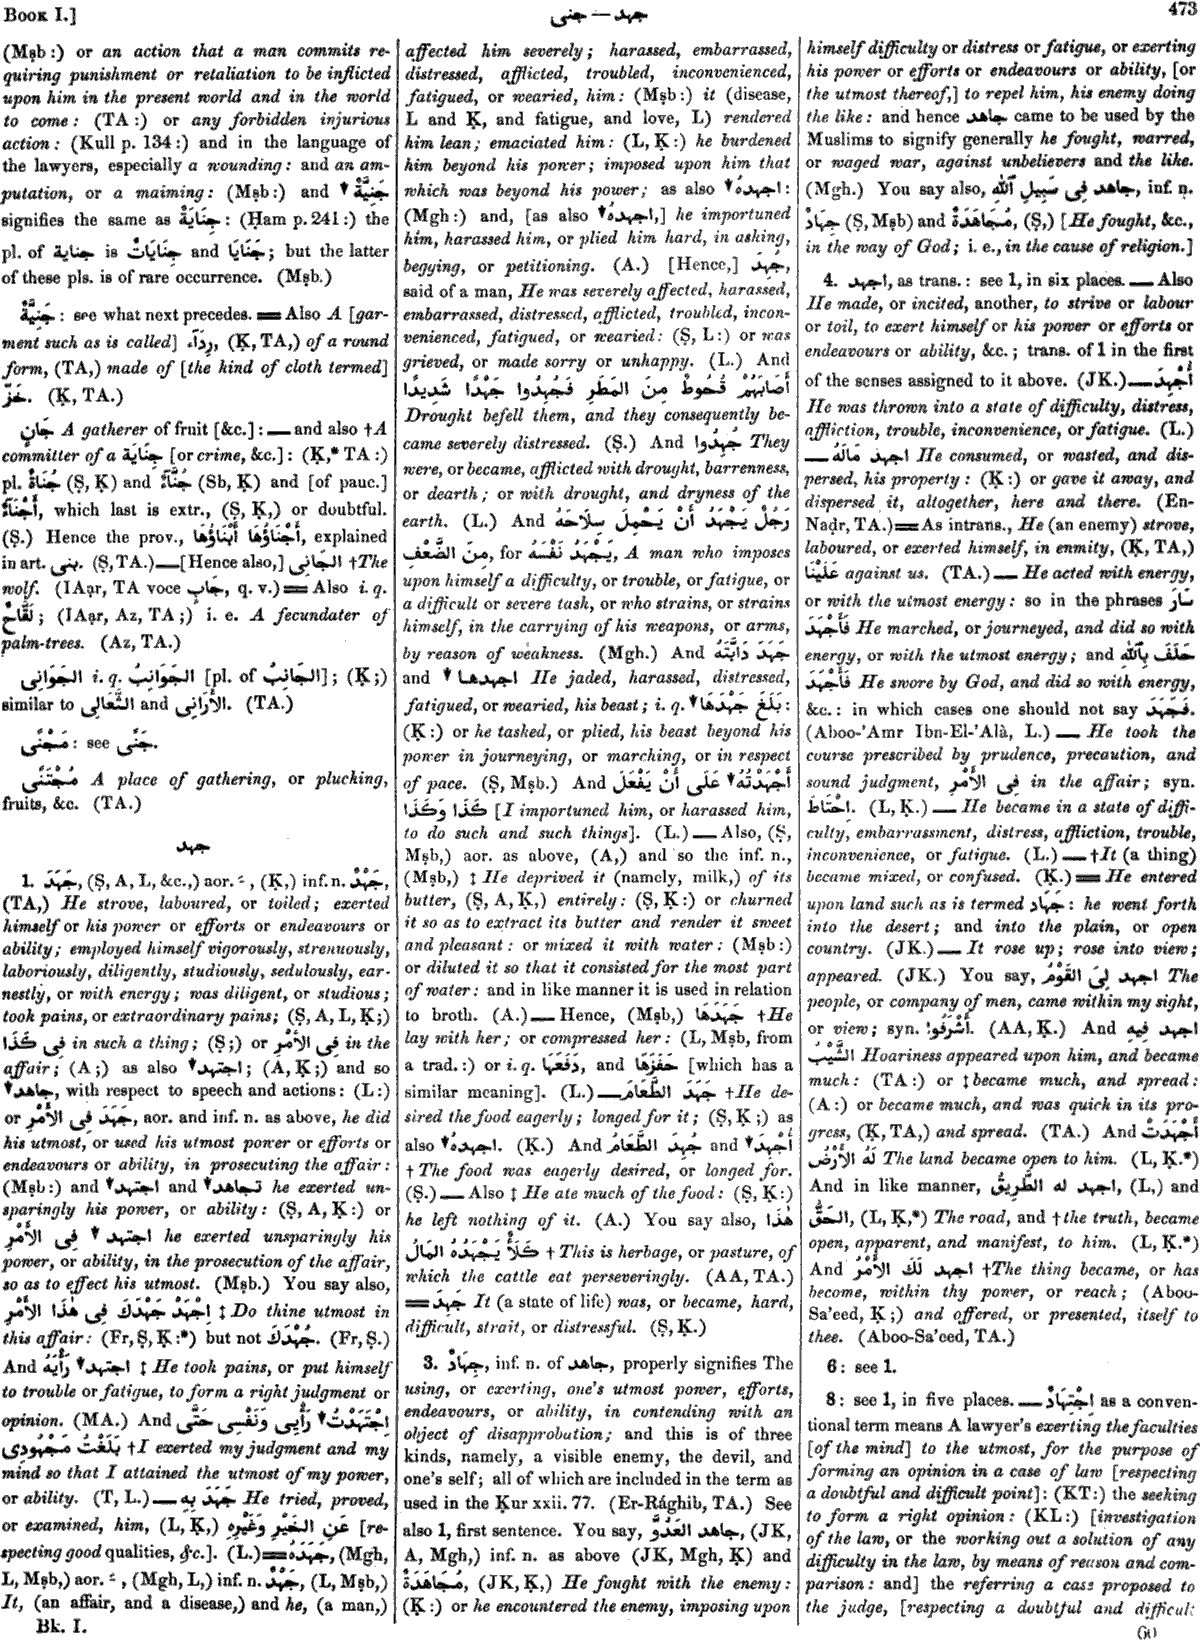 Book I.]
جنى — جهد
473
(Mṣb:) or an action that a man commits re-
quiring punishment or retaliation to be inflicted
upon him in the present world and in the world
to come: (TA:) or any forbidden injurious
action: (Kull p. 134:) and in the language of
the lawyers, especially a wounding: and an am-
putation, or a maiming: (Mṣb:) and ▼ جَنِيَّةٌ
signifies the same as جِنَايَةٌ: (Ḥam p. 241:) the
pl. of جناية is جِنَايَاتٌ and جَنَايَا; but the latter
of these pls. is of rare occurrence. (Mṣb.)
جَنِيَّةٌ: see what next precedes. ═ Also A [gar-
ment such as is called] رِدَآء, (Ḳ, TA,) of a round
form, (TA,) made of [the kind of cloth termed]
خَزّ. (Ḳ, TA.)
جَانٍ A gatherer of fruit [&c.]: — and also †A
committer of a جِنَايَة [or crime, &c.]: (Ḳ,* TA:)
pl. جُنَاةٌ (Ṣ, Ḳ) and جُنَّآءٌ (Sb, Ḳ) and [of pauc.]
أَجْنَآءٌ, which last is extr., (Ṣ, Ḳ,) or doubtful.
(Ṣ.) Hence the prov., أَجْنَاؤُهَا أَبْنَاؤُهَا, explained
in art. بنى. (Ṣ, TA.) — [Hence also,] الجَانِى †The
wolf. (IAạr, TA voce جَابٍ, q. v.) ═ Also i. q.
لَقَّاحٌ; (IAạr, Az, TA;) i. e. A fecundater of
palm-trees. (Az, TA.)
الجَوَانِى i. q. الجَوَانِبُ [pl. of الجَانِبُ]; (Ḳ;)
similar to الثَّعَالِى and الأَرَانِى. (TA.)
مَجْنًى: see جَنًى.
مُجْتَنًى A place of gathering, or plucking,
fruits, &c. (TA.)
جهد
1. جَهَدَ, (Ṣ, A, L, &c.,) aor. ـَ, (Ḳ,) inf. n. جَهْدٌ,
(TA,) He strove, laboured, or toiled; exerted
himself or his power or efforts or endeavours or
ability; employed himself vigorously, strenuously,
laboriously, diligently, studiously, sedulously, ear-
nestly, or with energy; was diligent, or studious;
took pains, or extraordinary pains; (Ṣ, A, L, Ḳ;)
فِى كَذَا in such a thing; (Ṣ;) or فِى الأَمْرِ in the
affair; (A;) as also ▼ اجتهد; (A, Ḳ;) and so
▼ جاهد, with respect to speech and actions: (L:)
or جَهَدَ فِى الأَمْرِ, aor. and inf. n. as above, he did
his utmost, or used his utmost power or efforts or
endeavours or ability, in prosecuting the affair:
(Mṣb:) and ▼ اجتهد and ▼ تجاهد he exerted un-
sparingly his power, or ability: (Ṣ, A, Ḳ:) or
▼ اجتهد فِى الأَمْرِ he exerted unsparingly his
power, or ability, in the prosecution of the affair,
so as to effect his utmost. (Mṣb.) You say also,
اِجْهَدْ جَهْدَكَ فِى هٰذَا الأَمْرِ ‡ Do thine utmost in
this affair: (Fr, Ṣ, Ḳ:*) but not جُهْدَكَ. (Fr, Ṣ.)
And ▼ اجتهد رَأْيَهُ ‡ He took pains, or put himself
to trouble or fatigue, to form a right judgment or
opinion. (MA.) And ▼ اِجْتَهَدْتُ رَأْيِى وَنَفْسِى حَتَّى
بَلَغْتُ مَجْهُودِى †I exerted my judgment and my
mind so that I attained the utmost of my power,
or ability. (T, L.) — جَهَدَ بِهِ He tried, proved,
or examined, him, (L, Ḳ,) عَنِ الخَيْرِ وَغَيْرِهِ [re-
specting good qualities, &c.]. (L.) ═ جَهَدَهُ, (Mgh,
L, Mṣb,) aor. ـَ, (Mgh, L,) inf. n. جَهْدٌ, (L, Mṣb,)
It, (an affair, and a disease,) and he, (a man,)
Bk. I.
affected him severely; harassed, embarrassed,
distressed, afflicted, troubled, inconvenienced,
fatigued, or wearied, him: (Mṣb:) it (disease,
L and Ḳ, and fatigue, and love, L) rendered
him lean; emaciated him: (L, Ḳ:) he burdened
him beyond his power; imposed upon him that
which was beyond his power; as also ▼ اجهدهُ:
(Mgh:) and, [as also ▼ اجهدهُ,] he importuned
him, harassed him, or plied him hard, in asking,
begging, or petitioning. (A.) [Hence,] جُهِدَ,
said of a man, He was severely affected, harassed,
embarrassed, distressed, afflicted, troubled, incon-
venienced, fatigued, or wearied: (Ṣ, L:) or was
grieved, or made sorry or unhappy. (L.) And
أَصَابَهُمْ قُحُوطٌ مِنَ المَطَرِ فَجُهِدُوا جَهْدًا شَدِيدًا
Drought befell them, and they consequently be-
came severely distressed. (Ṣ.) And جُهِدُوا They
were, or became, afflicted with drought, barrenness,
or dearth; or with drought, and dryness of the
earth. (L.) And رَجُلٌ يَجْهَدُ أَنْ يَحْمِلَ سِلَاحَهُ
مِنَ الضَّعْفِ, for يَجْهَدُ نَفْسَهُ, A man who imposes
upon himself a difficulty, or trouble, or fatigue, or
a difficult or severe task, or who strains, or strains
himself, in the carrying of his weapons, or arms,
by reason of weakness. (Mgh.) And جَهَدَ دَابَّتَهُ
and ▼ اجهدها He jaded, harassed, distressed,
fatigued, or wearied, his beast; i. q. ▼ بَلَغَ جَهْدَهَا:
(Ḳ:) or he tasked, or plied, his beast beyond his
power in journeying, or marching, or in respect
of pace. (Ṣ, Mṣb.) And ▼ أَجْهَدْتُهُ عَلَى أَنْ يَفْعَلَ
كَذَا وَكَذَا [I importuned him, or harassed him,
to do such and such things]. (L.) — Also, (Ṣ,
Mṣb,) aor. as above, (A,) and so the inf. n.,
(Mṣb,) ‡ He deprived it (namely, milk,) of its
butter, (Ṣ, A, Ḳ,) entirely: (Ṣ, Ḳ:) or churned
it so as to extract its butter and render it sweet
and pleasant: or mixed it with water: (Mṣb:)
or diluted it so that it consisted for the most part
of water: and in like manner it is used in relation
to broth. (A.) — Hence, (Mṣb,) جَهَدَهَا †He
lay with her; or compressed her: (L, Mṣb, from
a trad.:) or i. q. دَفَعَهَا, and حَفَزَهَا [which has a
similar meaning]. (L.) — جَهَدَ الطَّعَامَ †He de-
sired the food eagerly; longed for it; (Ṣ, Ḳ;) as
also ▼ اجهدهُ. (Ḳ.) And جُهِدَ الطَّعَامُ and ▼ أُجْهِدَ
† The food was eagerly desired, or longed for.
(Ṣ.) — Also ‡ He ate much of the food: (Ṣ, Ḳ:)
he left nothing of it. (A.) You say also, هٰذَا
كَلَأٌ يَجْهَدُهُ المَالُ † This is herbage, or pasture, of
which the cattle eat perseveringly. (AA, TA.)
═ جَهِدَ It (a state of life) was, or became, hard,
difficult, strait, or distressful. (Ṣ, Ḳ.)
3. جِهَادٌ, inf. n. of جاهد, properly signifies The
using, or exerting, one's utmost power, efforts,
endeavours, or ability, in contending with an
object of disapprobation; and this is of three
kinds, namely, a visible enemy, the devil, and
one's self; all of which are included in the term as
used in the Ḳur xxii. 77. (Er-Rághib, TA.) See
also 1, first sentence. You say, جاهد العَدُوَّ, (JK,
A, Mgh,) inf. n. as above (JK, Mgh, Ḳ) and
مُجَاهَدَةٌ, (JK, Ḳ,) He fought with the enemy:
(Ḳ:) or he encountered the enemy, imposing upon
himself difficulty or distress or fatigue, or exerting
his power or efforts or endeavours or ability, [or
the utmost thereof,] to repel him, his enemy doing
the like: and hence جاهد came to be used by the
Muslims to signify generally he fought, warred,
or waged war, against unbelievers and the like.
(Mgh.) You say also, جاهد فِى سَبِيلِ ٱللّٰهِ, inf. n.
جِهَادٌ (Ṣ, Mṣb) and مُجَاهَدَةٌ, (Ṣ,) [He fought, &c.,
in the way of God; i. e., in the cause of religion.]
4. اجهد, as trans.: see 1, in six places. — Also
He made, or incited, another, to strive or labour
or toil, to exert himself or his power or efforts or
endeavours or ability, &c.; trans. of 1 in the first
of the senses assigned to it above. (JK.) — أُجْهِدَ
He was thrown into a state of difficulty, distress,
affliction, trouble, inconvenience, or fatigue. (L.)
— اجهد مَالَهُ He consumed, or wasted, and dis-
persed, his property: (Ḳ:) or gave it away, and
dispersed it, altogether, here and there. (En-
Naḍr, TA.) ═ As intrans., He (an enemy) strove,
laboured, or exerted himself, in enmity, (Ḳ, TA,)
عَلَيْنَا against us. (TA.) — He acted with energy,
or with the utmost energy: so in the phrases سَارَ
فَأَجْهَدَ He marched, or journeyed, and did so with
energy, or with the utmost energy; and حَلَفَ بِٱللّٰهِ
فَأَجْهَدَ He swore by God, and did so with energy,
&c.: in which cases one should not say فَجَهَدَ.
(Aboo-'Amr Ibn-El-'Alà, L.) — He took the
course prescribed by prudence, precaution, and
sound judgment, فِى الأَمْرِ in the affair; syn.
اِحْتَاطَ. (L, Ḳ.) — He became in a state of diffi-
culty, embarrassment, distress, affliction, trouble,
inconvenience, or fatigue. (L.) — †It (a thing)
became mixed, or confused. (Ḳ.) ═ He entered
upon land such as is termed جَهَاد: he went forth
into the desert; and into the plain, or open
country. (JK.) — It rose up; rose into view;
appeared. (JK.) You say, اجهد لِىَ القَوْمُ The
people, or company of men, came within my sight,
or view; syn. أَشْرَفُوا. (AA, Ḳ.) And اجهد فِيهِ
الشَّيْبُ Hoariness appeared upon him, and became
much: (TA:) or ‡ became much, and spread:
(A:) or became much, and was quick in its pro-
gress, (Ḳ, TA,) and spread. (TA.) And أَجْهَدَتْ
لَهُ الأَرْضُ The land became open to him. (L, Ḳ.*)
And in like manner, اجهد له الطَّرِيقُ, (L,) and
الحَقُّ, (L, Ḳ,*) The road, and †the truth, became
open, apparent, and manifest, to him. (L, Ḳ.*)
And اجهد لَكَ الأَمْرُ †The thing became, or has
become, within thy power, or reach; (Aboo-
Sa'eed, Ḳ;) and offered, or presented, itself to
thee. (Aboo-Sa'eed, TA.)
6: see 1.
8: see 1, in five places. — اِجْتِهَادٌ as a conven-
tional term means A lawyer's exerting the faculties
[of the mind] to the utmost, for the purpose of
forming an opinion in a case of law [respecting
a doubtful and difficult point]: (KT:) the seeking
to form a right opinion: (KL:) [investigation
of the law, or the working out a solution of any
difficulty in the law, by means of reason and com-
parison: and] the referring a case proposed to
the judge, [respecting a doubtful and difficult
60